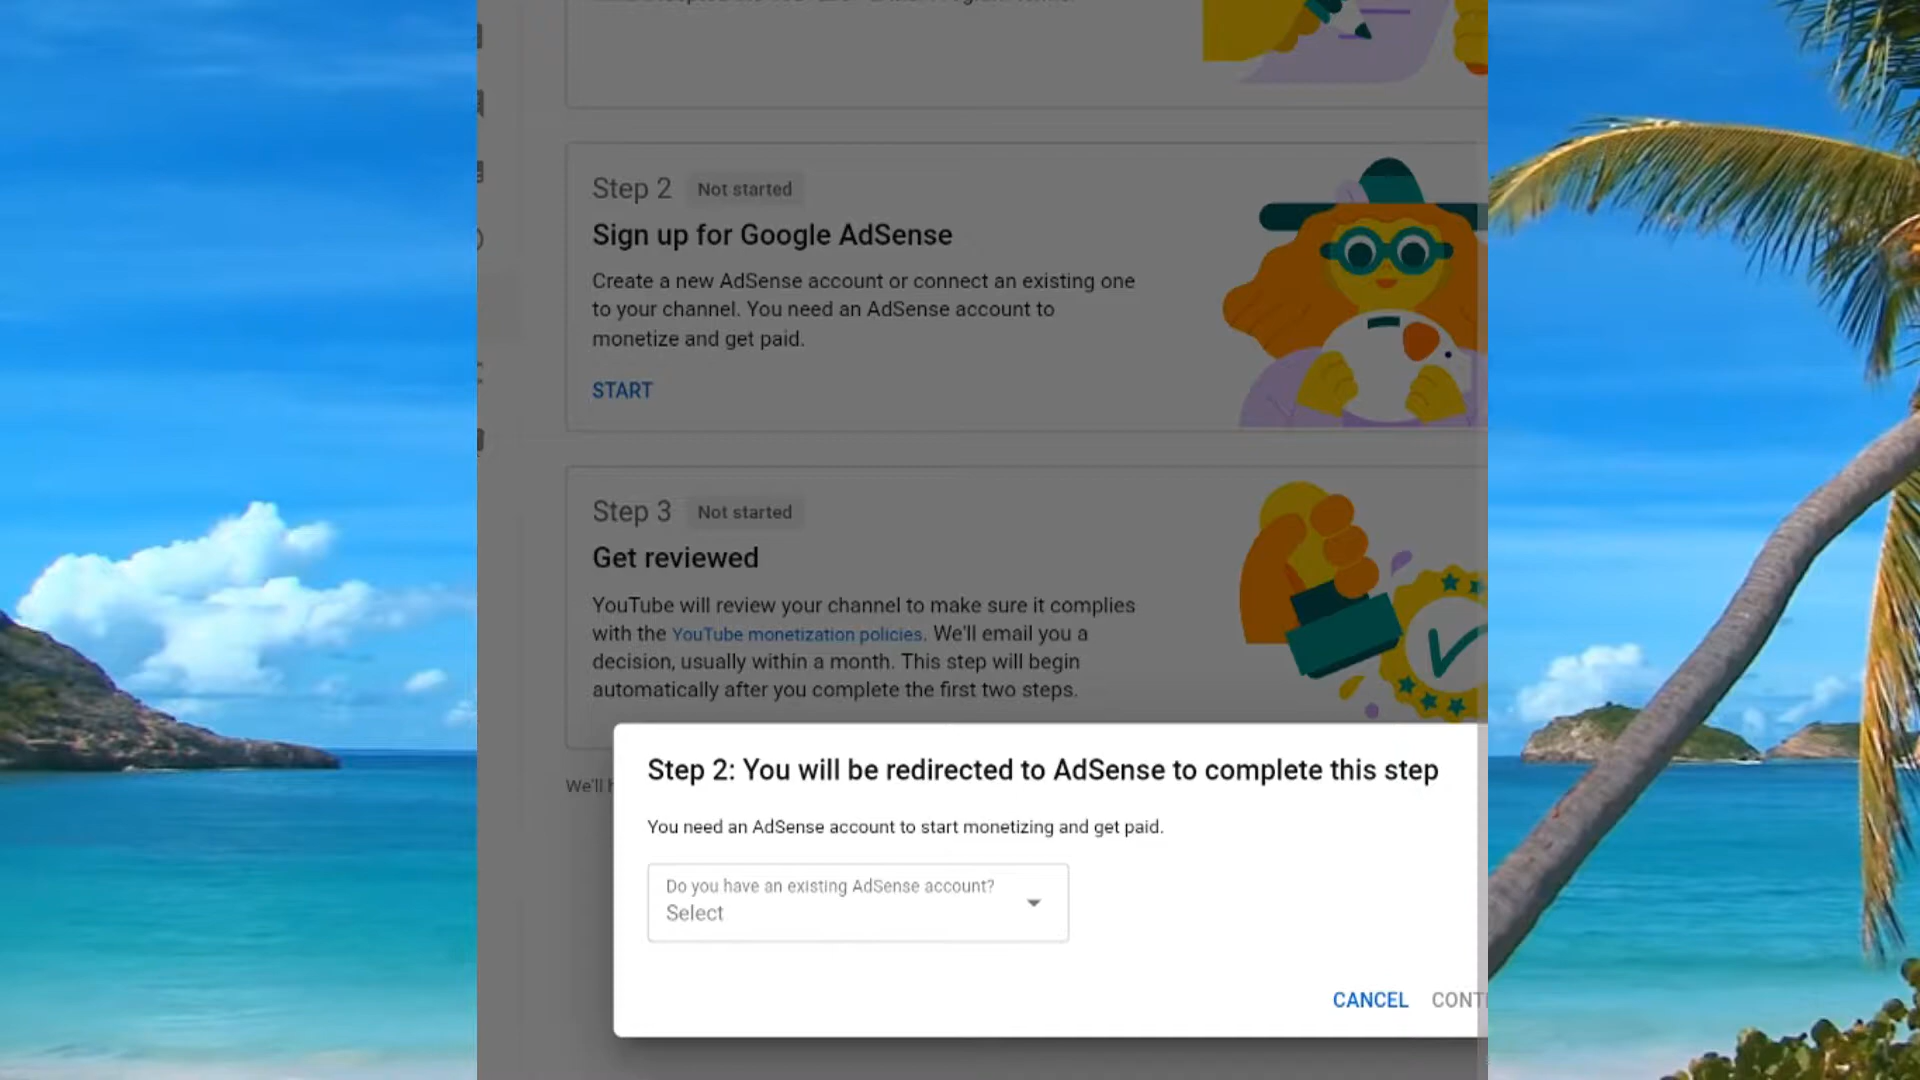 Step 2 Not started
Sign up for Google AdSense
Create a new AdSense account or connect an existing one
to your channel. You need an AdSense account to
monetize and get paid.
START
Step 3 Not started
Get reviewed
YouTube will review your channel to make sure it complies
with the YouTube monetization policies. We'll email you a
decision, usually within a month. This step will begin
automatically after you complete the first two steps.
We'll
Step 2: You will be redirected to AdSense to complete this step
You need an AdSense account to start monetizing and get paid.
Do you have an existing AdSense account?
Select
CANCEL CONT